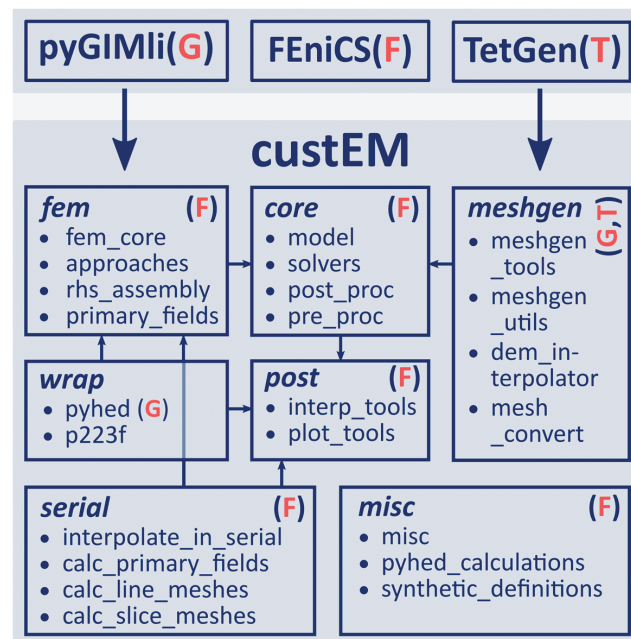 pyGIMli(G)
FEniCS(F)
TetGen(T)
custEM
fem (F)
• fem_core
• approaches
• rhs_assembly
• primary_fields
core (F)
• model
• solvers
• post_proc
• pre_proc
meshgen (G,T)
• meshgen
_tools
• meshgen
_utils
• dem_in-
terpolator
• mesh
_convert
wrap
• pyhed (G)
• p223f
post (F)
• interp_tools
• plot_tools
serial (F)
• interpolate_in_serial
• calc_primary_fields
• calc_line_meshes
• calc_slice_meshes
misc (F)
• misc
• pyhed_calculations
• synthetic_definitions